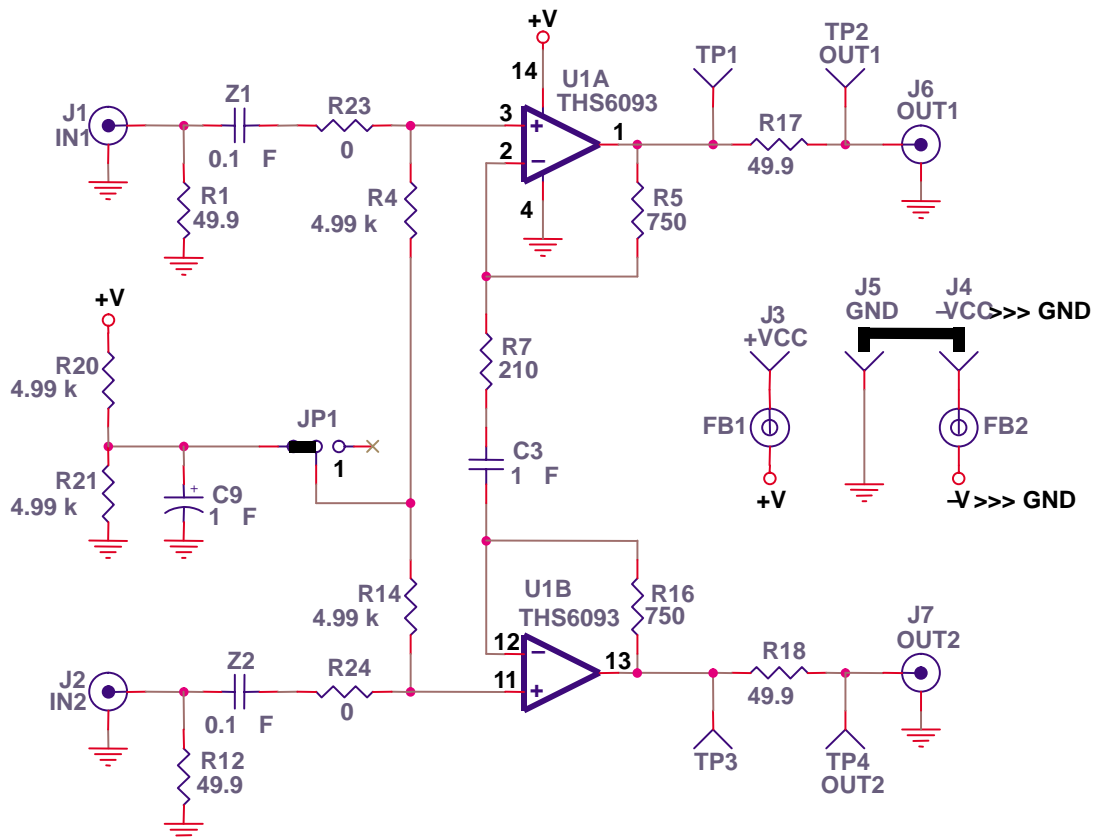 +V
TP1
TP2
OUT1
14
U1A
THS6093
J1
IN1
Z1
0.1 F
R23
0
3
+
2
–
1
R17
49.9
J6
OUT1
R1
49.9
R4
4.99 k
4
R5
750
+V
R20
4.99 k
R7
210
J3
+VCC
J5
GND
J4
–VCC>>> GND
JP1
1
FB1
FB2
R21
4.99 k
+
C9
1 F
C3
1 F
+V
–V>>> GND
R14
4.99 k
U1B
THS6093
R16
750
J2
IN2
Z2
0.1 F
R24
0
12
–
11
+
13
R18
49.9
J7
OUT2
R12
49.9
TP3
TP4
OUT2